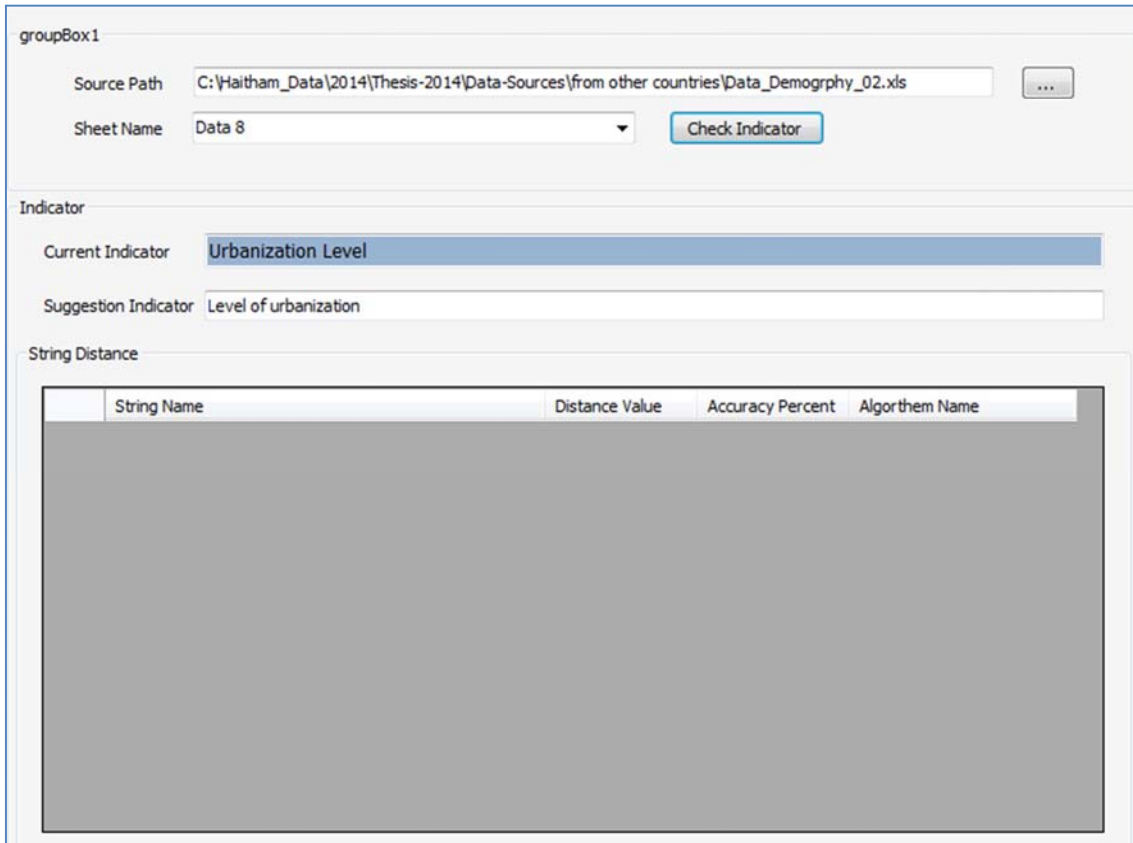 groupBox1
Source Path C:\Haitham_Data\2014\Thesis-2014\Data-Sources\from other countries\Data_Demogrphy_02.xls ...
Sheet Name Data 8 Check Indicator
Indicator
Current Indicator Urbanization Level
Suggestion Indicator Level of urbanization
String Distance
String Name Distance Value Accuracy Percent Algorthem Name